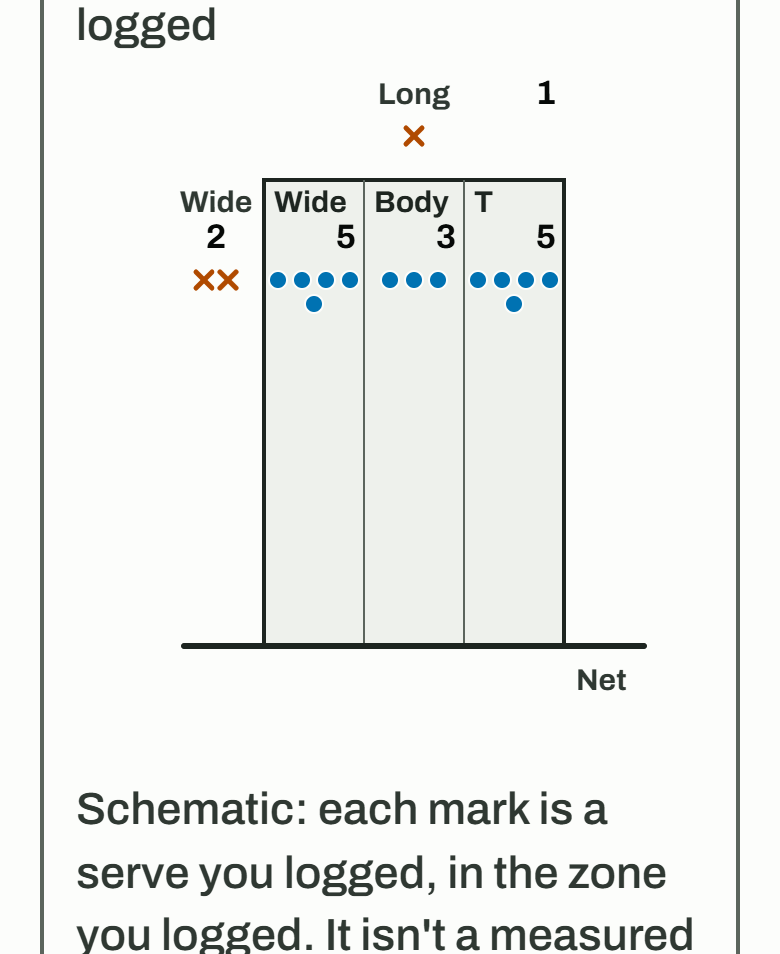 logged
Long 1
Wide Wide Body T
2 5 3 5
Net
Schematic: each mark is a
serve you logged, in the zone
you logged. It isn't a measured